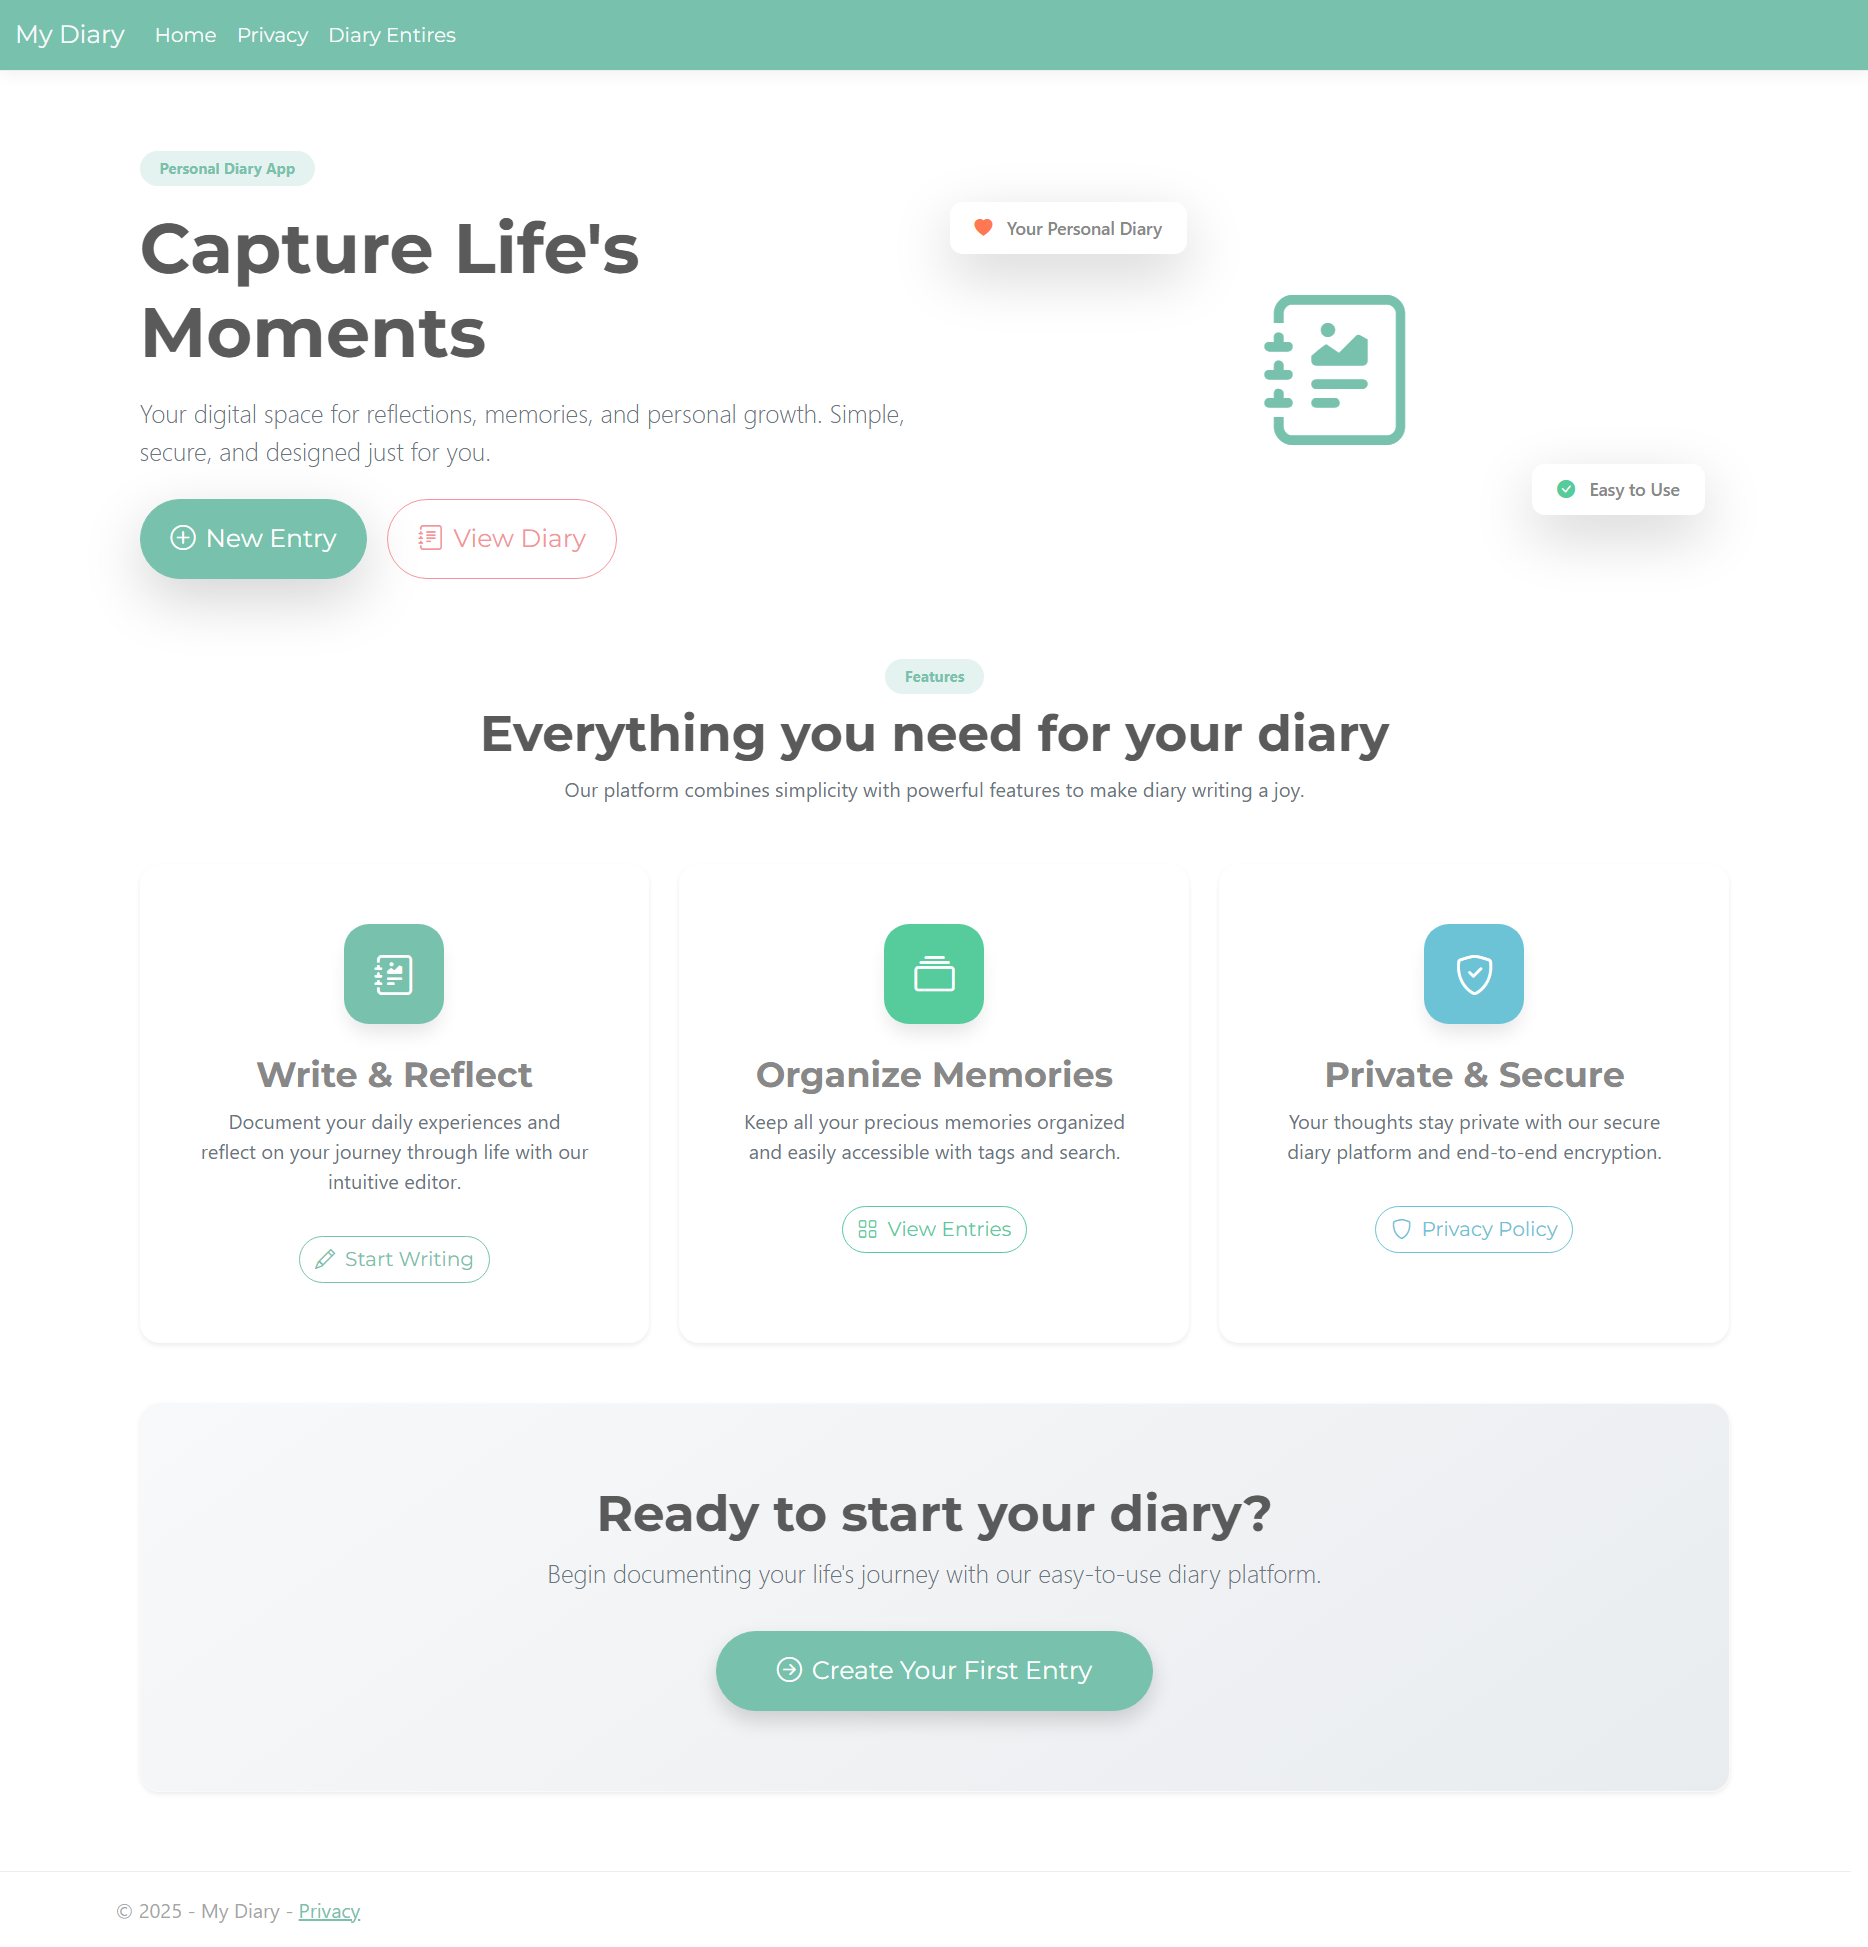 My Diary Home Privacy Diary Entires
Personal Diary App
Capture Life's
Moments
Your digital space for reflections, memories, and personal growth. Simple,
secure, and designed just for you.
New Entry
View Diary
Your Personal Diary
Easy to Use
Features
Everything you need for your diary
Our platform combines simplicity with powerful features to make diary writing a joy.
Write & Reflect
Document your daily experiences and
reflect on your journey through life with our
intuitive editor.
Start Writing
Organize Memories
Keep all your precious memories organized
and easily accessible with tags and search.
View Entries
Private & Secure
Your thoughts stay private with our secure
diary platform and end-to-end encryption.
Privacy Policy
Ready to start your diary?
Begin documenting your life's journey with our easy-to-use diary platform.
Create Your First Entry
© 2025 - My Diary - Privacy